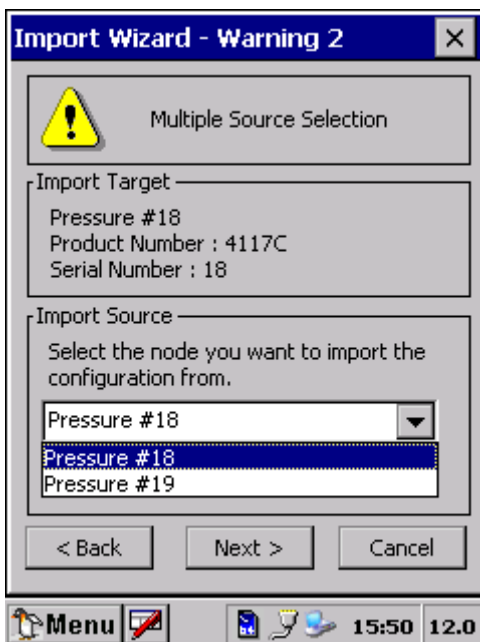 Import Wizard - Warning 2
Multiple Source Selection
Import Target
Pressure #18
Product Number : 4117C
Serial Number : 18
Import Source
Select the node you want to import the
configuration from.
Pressure #18
Pressure #18
Pressure #19
< Back Next > Cancel
Menu 15:50 12.0